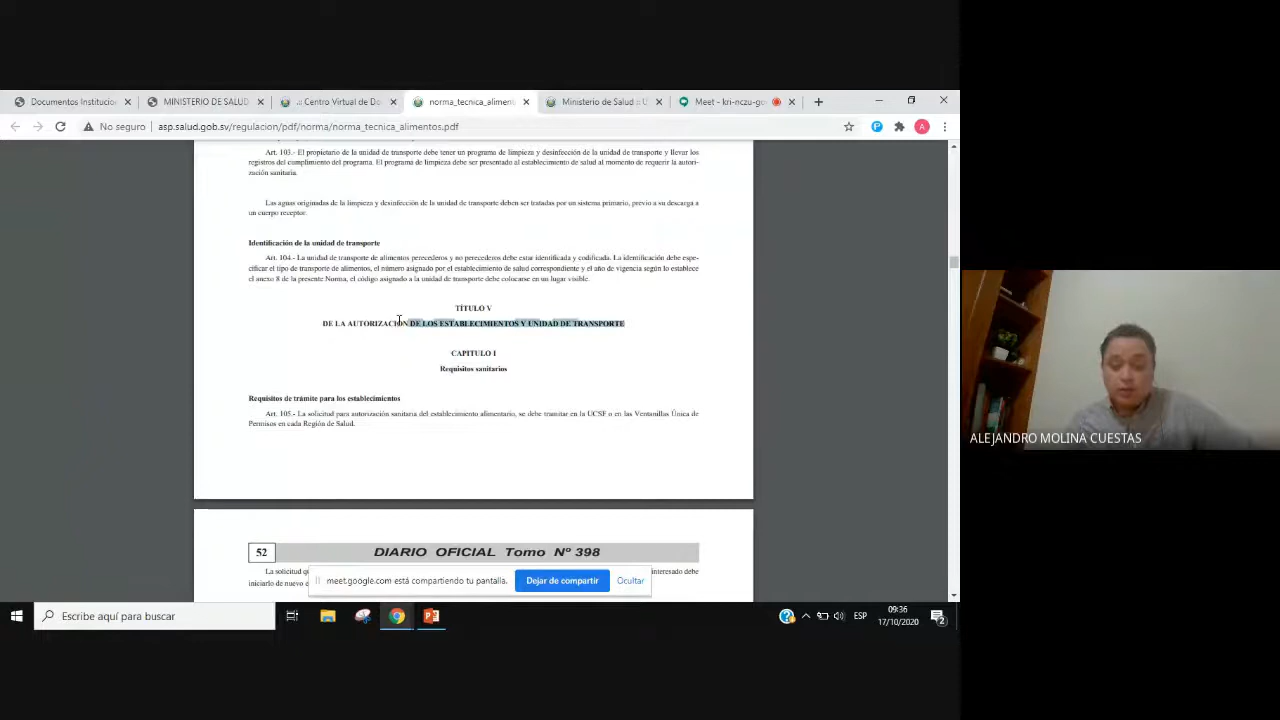 Documentos Institucio
MINISTERIO DE SALUD
.:: Centro Virtual de Do
norma_tecnica_alimen
Ministerio de Salud :: U
Meet - kri-nczu-go
No seguro
asp.salud.gob.sv/regulacion/pdf/norma/norma_tecnica_alimentos.pdf
Art. 103.- El propietario de la unidad de transporte debe tener un programa de limpieza y desinfección de la unidad de transporte y llevar los
registros del cumplimiento del programa. El programa de limpieza debe ser presentado al establecimiento de salud al momento de requerir la autori-
zación sanitaria.
Las aguas originadas de la limpieza y desinfección de la unidad de transporte deben ser tratadas por un sistema primario, previo a su descarga a
un cuerpo receptor.
Identificación de la unidad de transporte
Art. 104.- La unidad de transporte de alimentos perecederos y no perecederos debe estar identificada y codificada. La identificación debe espe-
cificar el tipo de transporte de alimentos, el número asignado por el establecimiento de salud correspondiente y el año de vigencia según lo establece
el anexo 8 de la presente Norma, el código asignado a la unidad de transporte debe colocarse en un lugar visible.
TÍTULO V
DE LA AUTORIZACIÓN DE LOS ESTABLECIMIENTOS Y UNIDAD DE TRANSPORTE
CAPITULO I
Requisitos sanitarios
Requisitos de trámite para los establecimientos
Art. 105.- La solicitud para autorización sanitaria del establecimiento alimentario, se debe tramitar en la UCSF o en las Ventanillas Única de
Permisos en cada Región de Salud.
52
DIARIO OFICIAL Tomo Nº 398
La solicitud q
interesado debe
iniciarlo de nuevo e
meet.google.com está compartiendo tu pantalla.
Dejar de compartir
Ocultar
ALEJANDRO MOLINA CUESTAS
Escribe aquí para buscar
ESP
09:36
17/10/2020
2